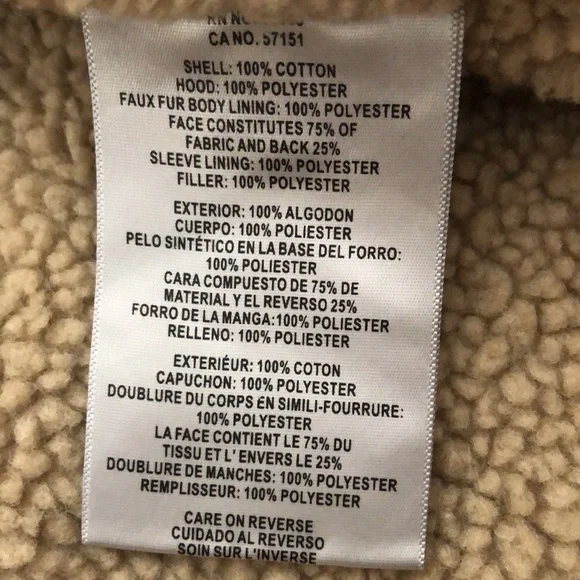 RN NO.
CA NO. 57151
SHELL: 100% COTTON
HOOD: 100% POLYESTER
FAUX FUR BODY LINING: 100% POLYESTER
FACE CONSTITUTES 75% OF
FABRIC AND BACK 25%
SLEEVE LINING: 100% POLYESTER
FILLER: 100% POLYESTER
EXTERIOR: 100% ALGODON
CUERPO: 100% POLIESTER
PELO SINTÉTICO EN LA BASE DEL FORRO:
100% POLIESTER
CARA COMPUESTO DE 75% DE
MATERIAL Y EL REVERSO 25%
FORRO DE LA MANGA:100% POLIESTER
RELLENO: 100% POLIESTER
EXTERIÉUR: 100% COTON
CAPUCHON: 100% POLYESTER
DOUBLURE DU CORPS EN SIMILI-FOURRURE:
100% POLYESTER
LA FACE CONTIENT LE 75% DU
TISSU ET L' ENVERS LE 25%
DOUBLURE DE MANCHES: 100% POLYESTER
REMPLISSEUR: 100% POLYESTER
CARE ON REVERSE
CUIDADO AL REVERSO
SOIN SUR L'INVERSE